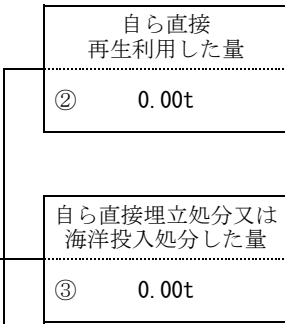 自ら直接
再生利用した量
② 0.00t
自ら直接埋立処分又は
海洋投入処分した量
③ 0.00t